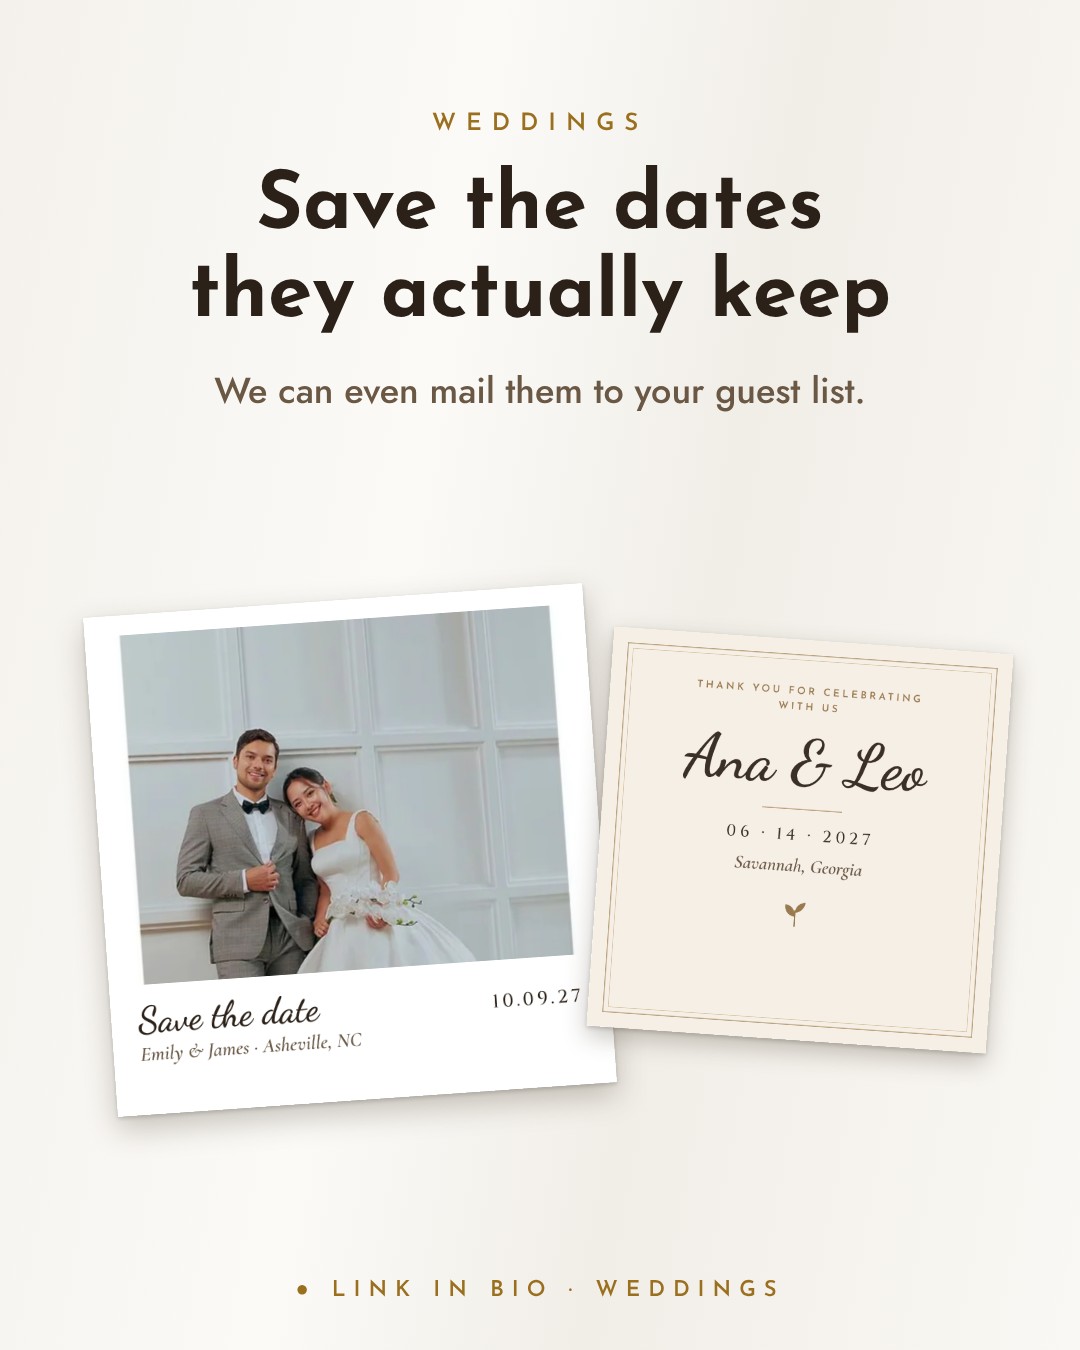 WEDDINGS
Save the dates
they actually keep
We can even mail them to your guest list.
Save the date
10.09.27
Emily & James · Asheville, NC
THANK YOU FOR CELEBRATING
WITH US
Ana & Leo
06 · 14 · 2027
Savannah, Georgia
• LINK IN BIO · WEDDINGS